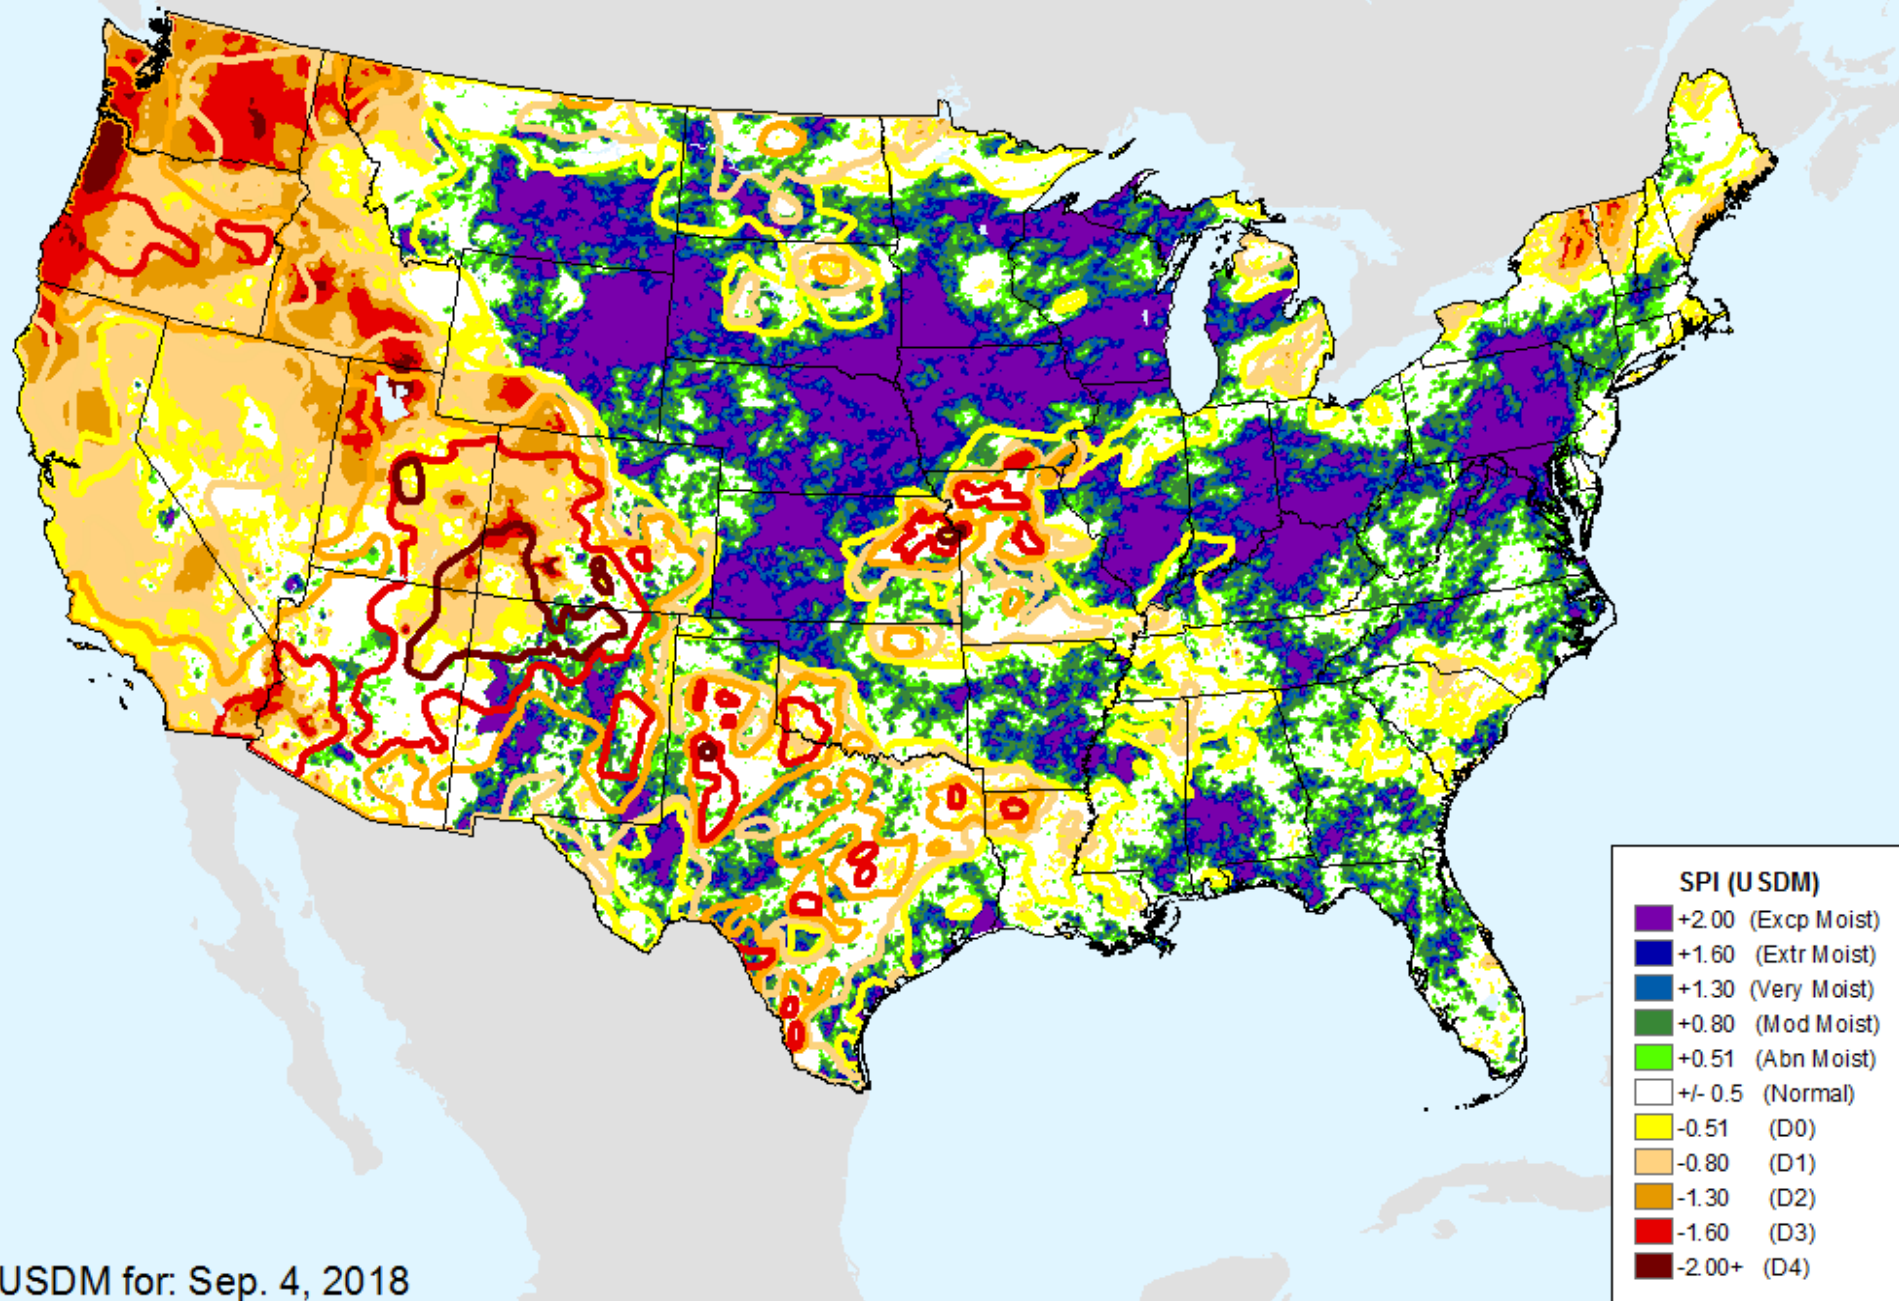 SPI (USDM)
+2.00 (Excp Moist)
+1.60 (Extr Moist)
+1.30 (Very Moist)
+0.80 (Mod Moist)
+0.51 (Abn Moist)
+/- 0.5 (Normal)
-0.51 (D0)
-0.80 (D1)
-1.30 (D2)
-1.60 (D3)
-2.00+ (D4)
USDM for: Sep. 4, 2018